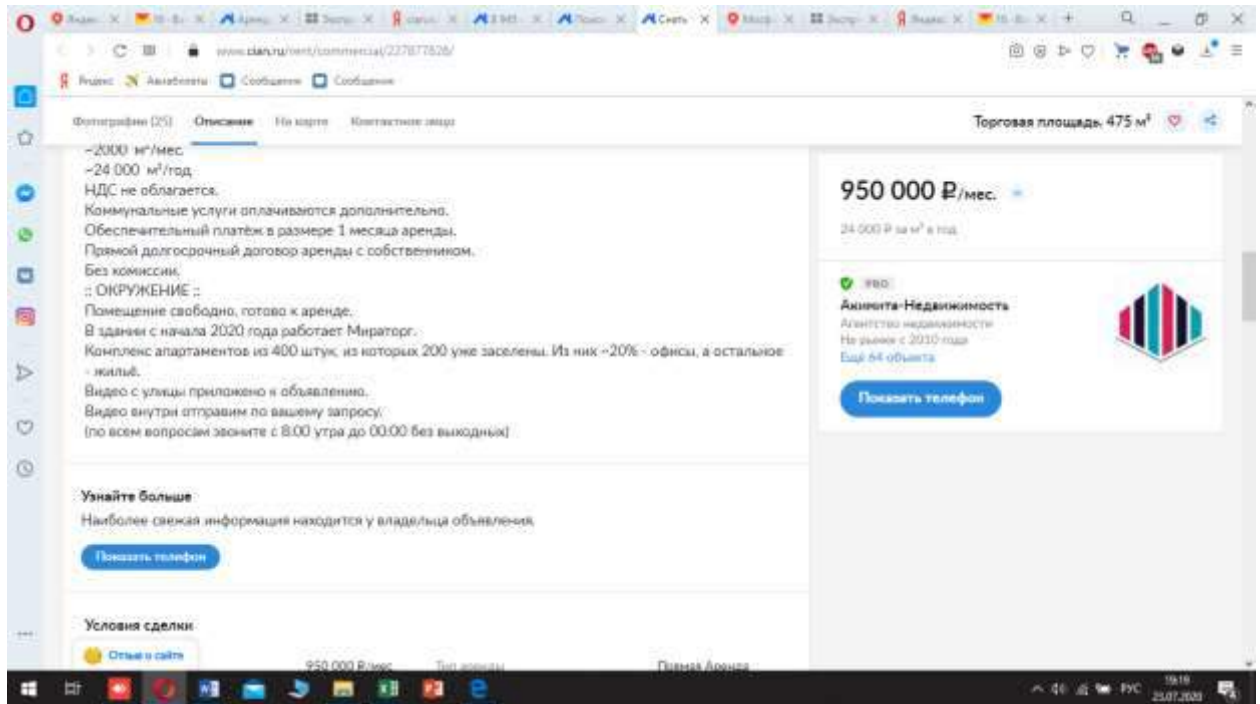 www.cian.ru/rent/commercial/227877828/
Яндекс Авиабилеты Сообщения Сообщения
Фотографии (25) Описание На карте Контактное лицо
Торговая площадь, 475 м²
~2000 м²/мес.
~24 000 м²/год
НДС не облагается.
Коммунальные услуги оплачиваются дополнительно.
Обеспечительный платёж в размере 1 месяца аренды.
Прямой долгосрочный договор аренды с собственником.
Без комиссии.
:: ОКРУЖЕНИЕ ::
Помещение свободно, готово к аренде.
В здании с начала 2020 года работает Мираторг.
Комплекс апартаментов из 400 штук, из которых 200 уже заселены. Из них ~20% - офисы, а остальное
- жильё.
Видео с улицы приложено к объявлению.
Видео внутри отправим по вашему запросу.
(по всем вопросам звоните с 8:00 утра до 00:00 без выходных)
950 000 ₽/мес.
24 000 ₽ за м² в год
PRO
Акимита-Недвижимость
Агентство недвижимости
На рынке с 2010 года
Ещё 64 объекта
Показать телефон
Узнайте больше
Наиболее свежая информация находится у владельца объявления.
Показать телефон
Условия сделки
Отзыв о сайте
950 000 ₽/мес. Тип аренды Прямая Аренда
РУС
19:19
23.07.2020